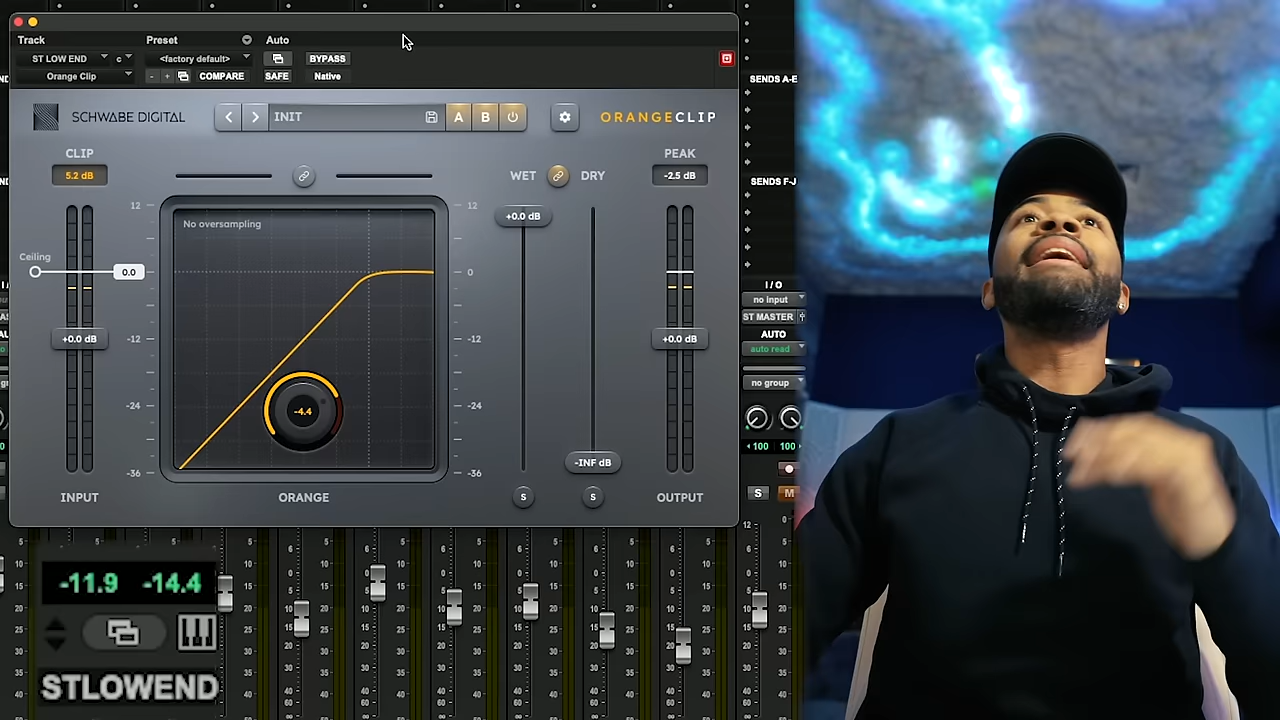 Track
Preset
Auto
ST LOW END
c
<factory default>
BYPASS
Orange Clip
- +
COMPARE
SAFE
Native
SCHWABE DIGITAL
INIT
A
B
ORANGECLIP
CLIP
5.2 dB
WET
DRY
PEAK
-2.5 dB
12
12
No oversampling
+0.0 dB
Ceiling
0.0
0
+0.0 dB
-12
-12
+0.0 dB
-24
-4.4
-24
-INF dB
-36
-36
INPUT
ORANGE
S
S
OUTPUT
SENDS A-E
SENDS F-J
I / O
no input
ST MASTER
AUTO
auto read
no group
100
100
S
M
-11.9 -14.4
STLOWEND